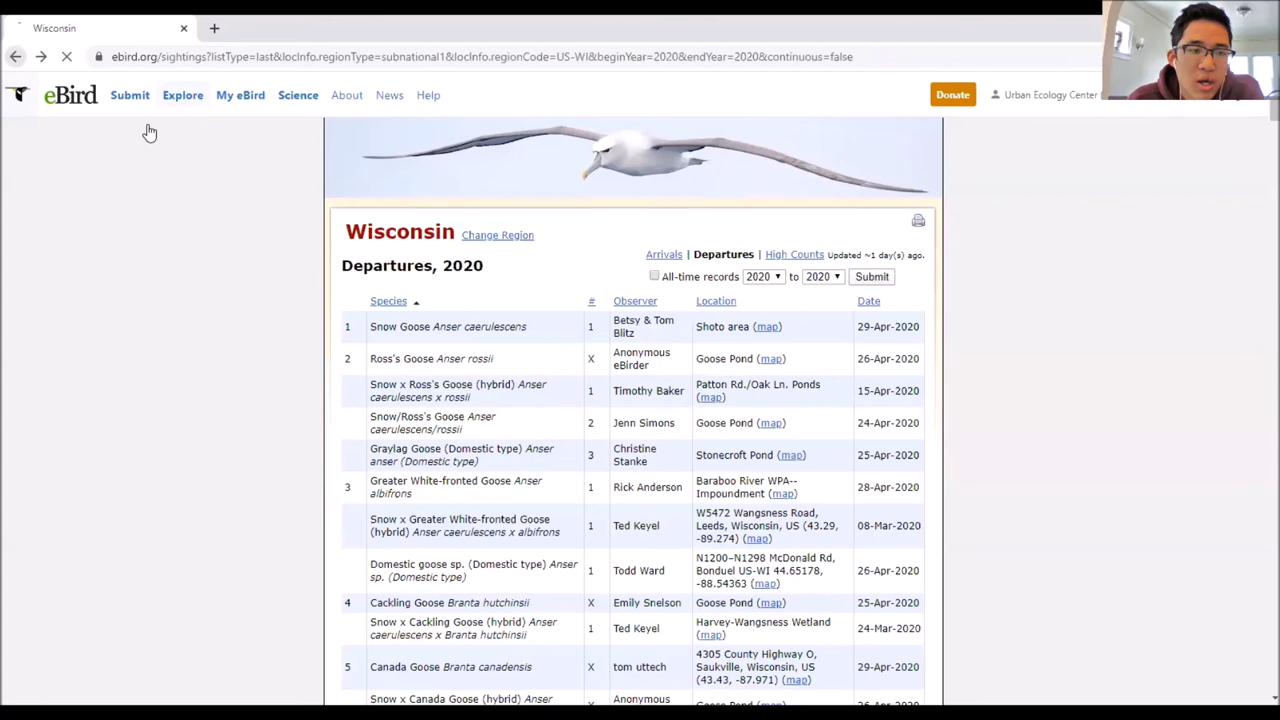 Wisconsin
ebird.org/sightings?listType=last&locInfo.regionType=subnational1&locInfo.regionCode=US-WI&beginYear=2020&endYear=2020&continuous=false
eBird Submit Explore My eBird Science About News Help Donate Urban Ecology Center
Wisconsin Change Region
Arrivals | Departures | High Counts Updated ~1 day(s) ago.
Departures, 2020
All-time records 2020 to 2020 Submit
Species # Observer Location Date
1 Snow Goose Anser caerulescens 1 Betsy & Tom Blitz Shoto area (map) 29-Apr-2020
2 Ross's Goose Anser rossii X Anonymous eBirder Goose Pond (map) 26-Apr-2020
Snow x Ross's Goose (hybrid) Anser caerulescens x rossii 1 Timothy Baker Patton Rd./Oak Ln. Ponds (map) 15-Apr-2020
Snow/Ross's Goose Anser caerulescens/rossii 2 Jenn Simons Goose Pond (map) 24-Apr-2020
Graylag Goose (Domestic type) Anser anser (Domestic type) 3 Christine Stanke Stonecroft Pond (map) 25-Apr-2020
3 Greater White-fronted Goose Anser albifrons 1 Rick Anderson Baraboo River WPA--Impoundment (map) 28-Apr-2020
Snow x Greater White-fronted Goose (hybrid) Anser caerulescens x albifrons 1 Ted Keyel W5472 Wangsness Road, Leeds, Wisconsin, US (43.29, -89.274) (map) 08-Mar-2020
Domestic goose sp. (Domestic type) Anser sp. (Domestic type) 1 Todd Ward N1200–N1298 McDonald Rd, Bonduel US-WI 44.65178, -88.54363 (map) 26-Apr-2020
4 Cackling Goose Branta hutchinsii X Emily Snelson Goose Pond (map) 25-Apr-2020
Snow x Cackling Goose (hybrid) Anser caerulescens x Branta hutchinsii 1 Ted Keyel Harvey-Wangsness Wetland (map) 24-Mar-2020
5 Canada Goose Branta canadensis X tom uttech 4305 County Highway O, Saukville, Wisconsin, US (43.43, -87.971) (map) 29-Apr-2020
Snow x Canada Goose (hybrid) Anser Anonymous